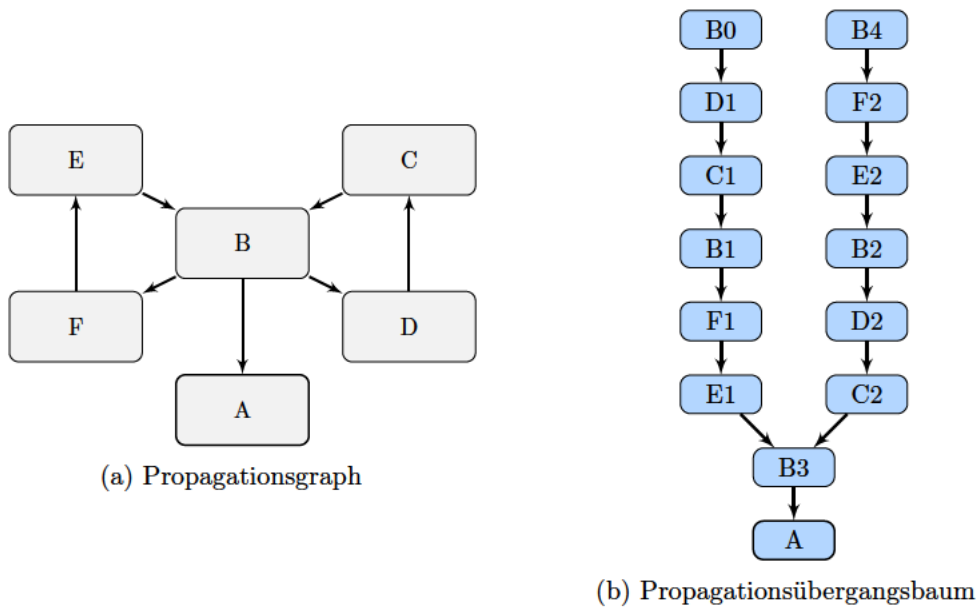 E
C
B
F
D
A
(a) Propagationsgraph
B0
B4
D1
F2
C1
E2
B1
B2
F1
D2
E1
C2
B3
A
(b) Propagationsübergangsbaum